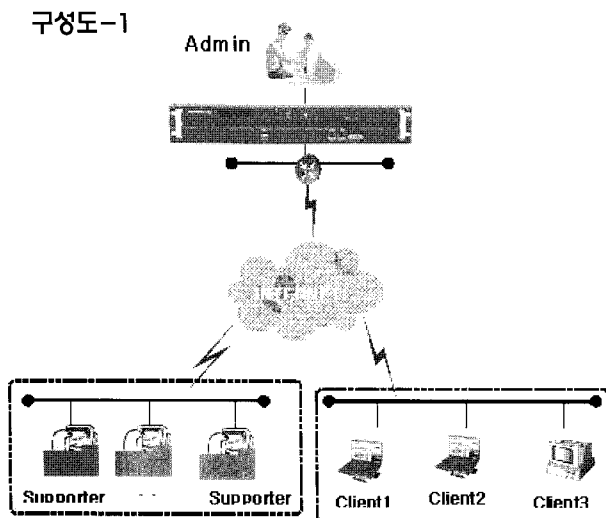 구성도-1
Admin
Supporter
Supporter
Client1
Client2
Client3